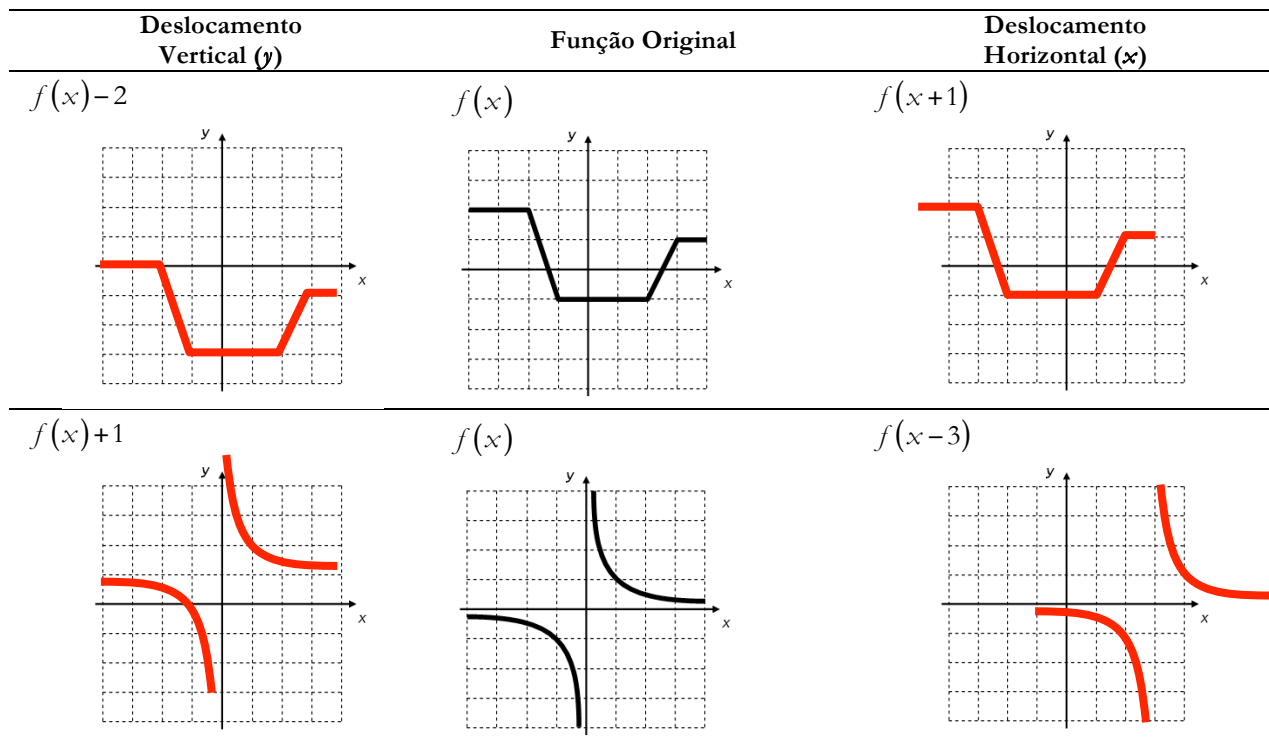 Deslocamento
Vertical (y)
Função Original
Deslocamento
Horizontal (x)
f(x)−2
f(x)
f(x+1)
y
x
y
x
y
x
f(x)+1
f(x)
f(x−3)
y
x
y
x
y
x